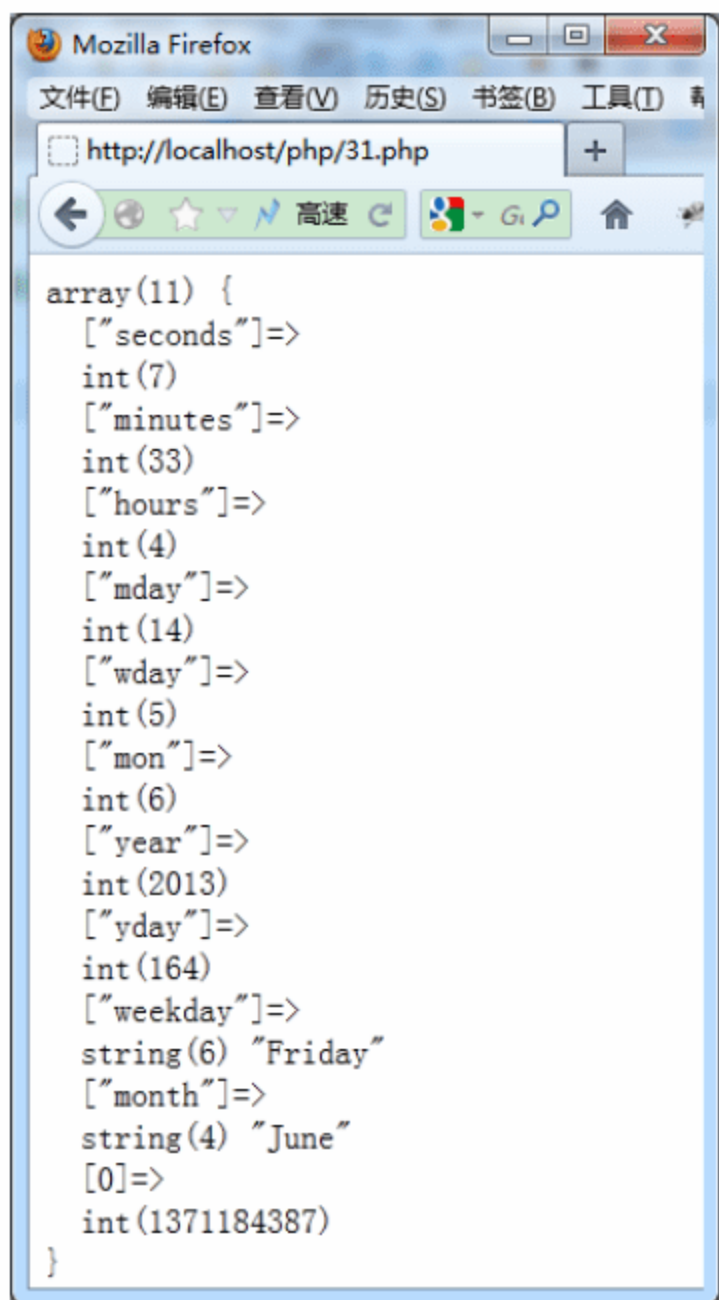 Mozilla Firefox
文件(F) 编辑(E) 查看(V) 历史(S) 书签(B) 工具(T)
http://localhost/php/31.php +
高速
array(11) {
["seconds"]=>
int(7)
["minutes"]=>
int(33)
["hours"]=>
int(4)
["mday"]=>
int(14)
["wday"]=>
int(5)
["mon"]=>
int(6)
["year"]=>
int(2013)
["yday"]=>
int(164)
["weekday"]=>
string(6) "Friday"
["month"]=>
string(4) "June"
[0]=>
int(1371184387)
}